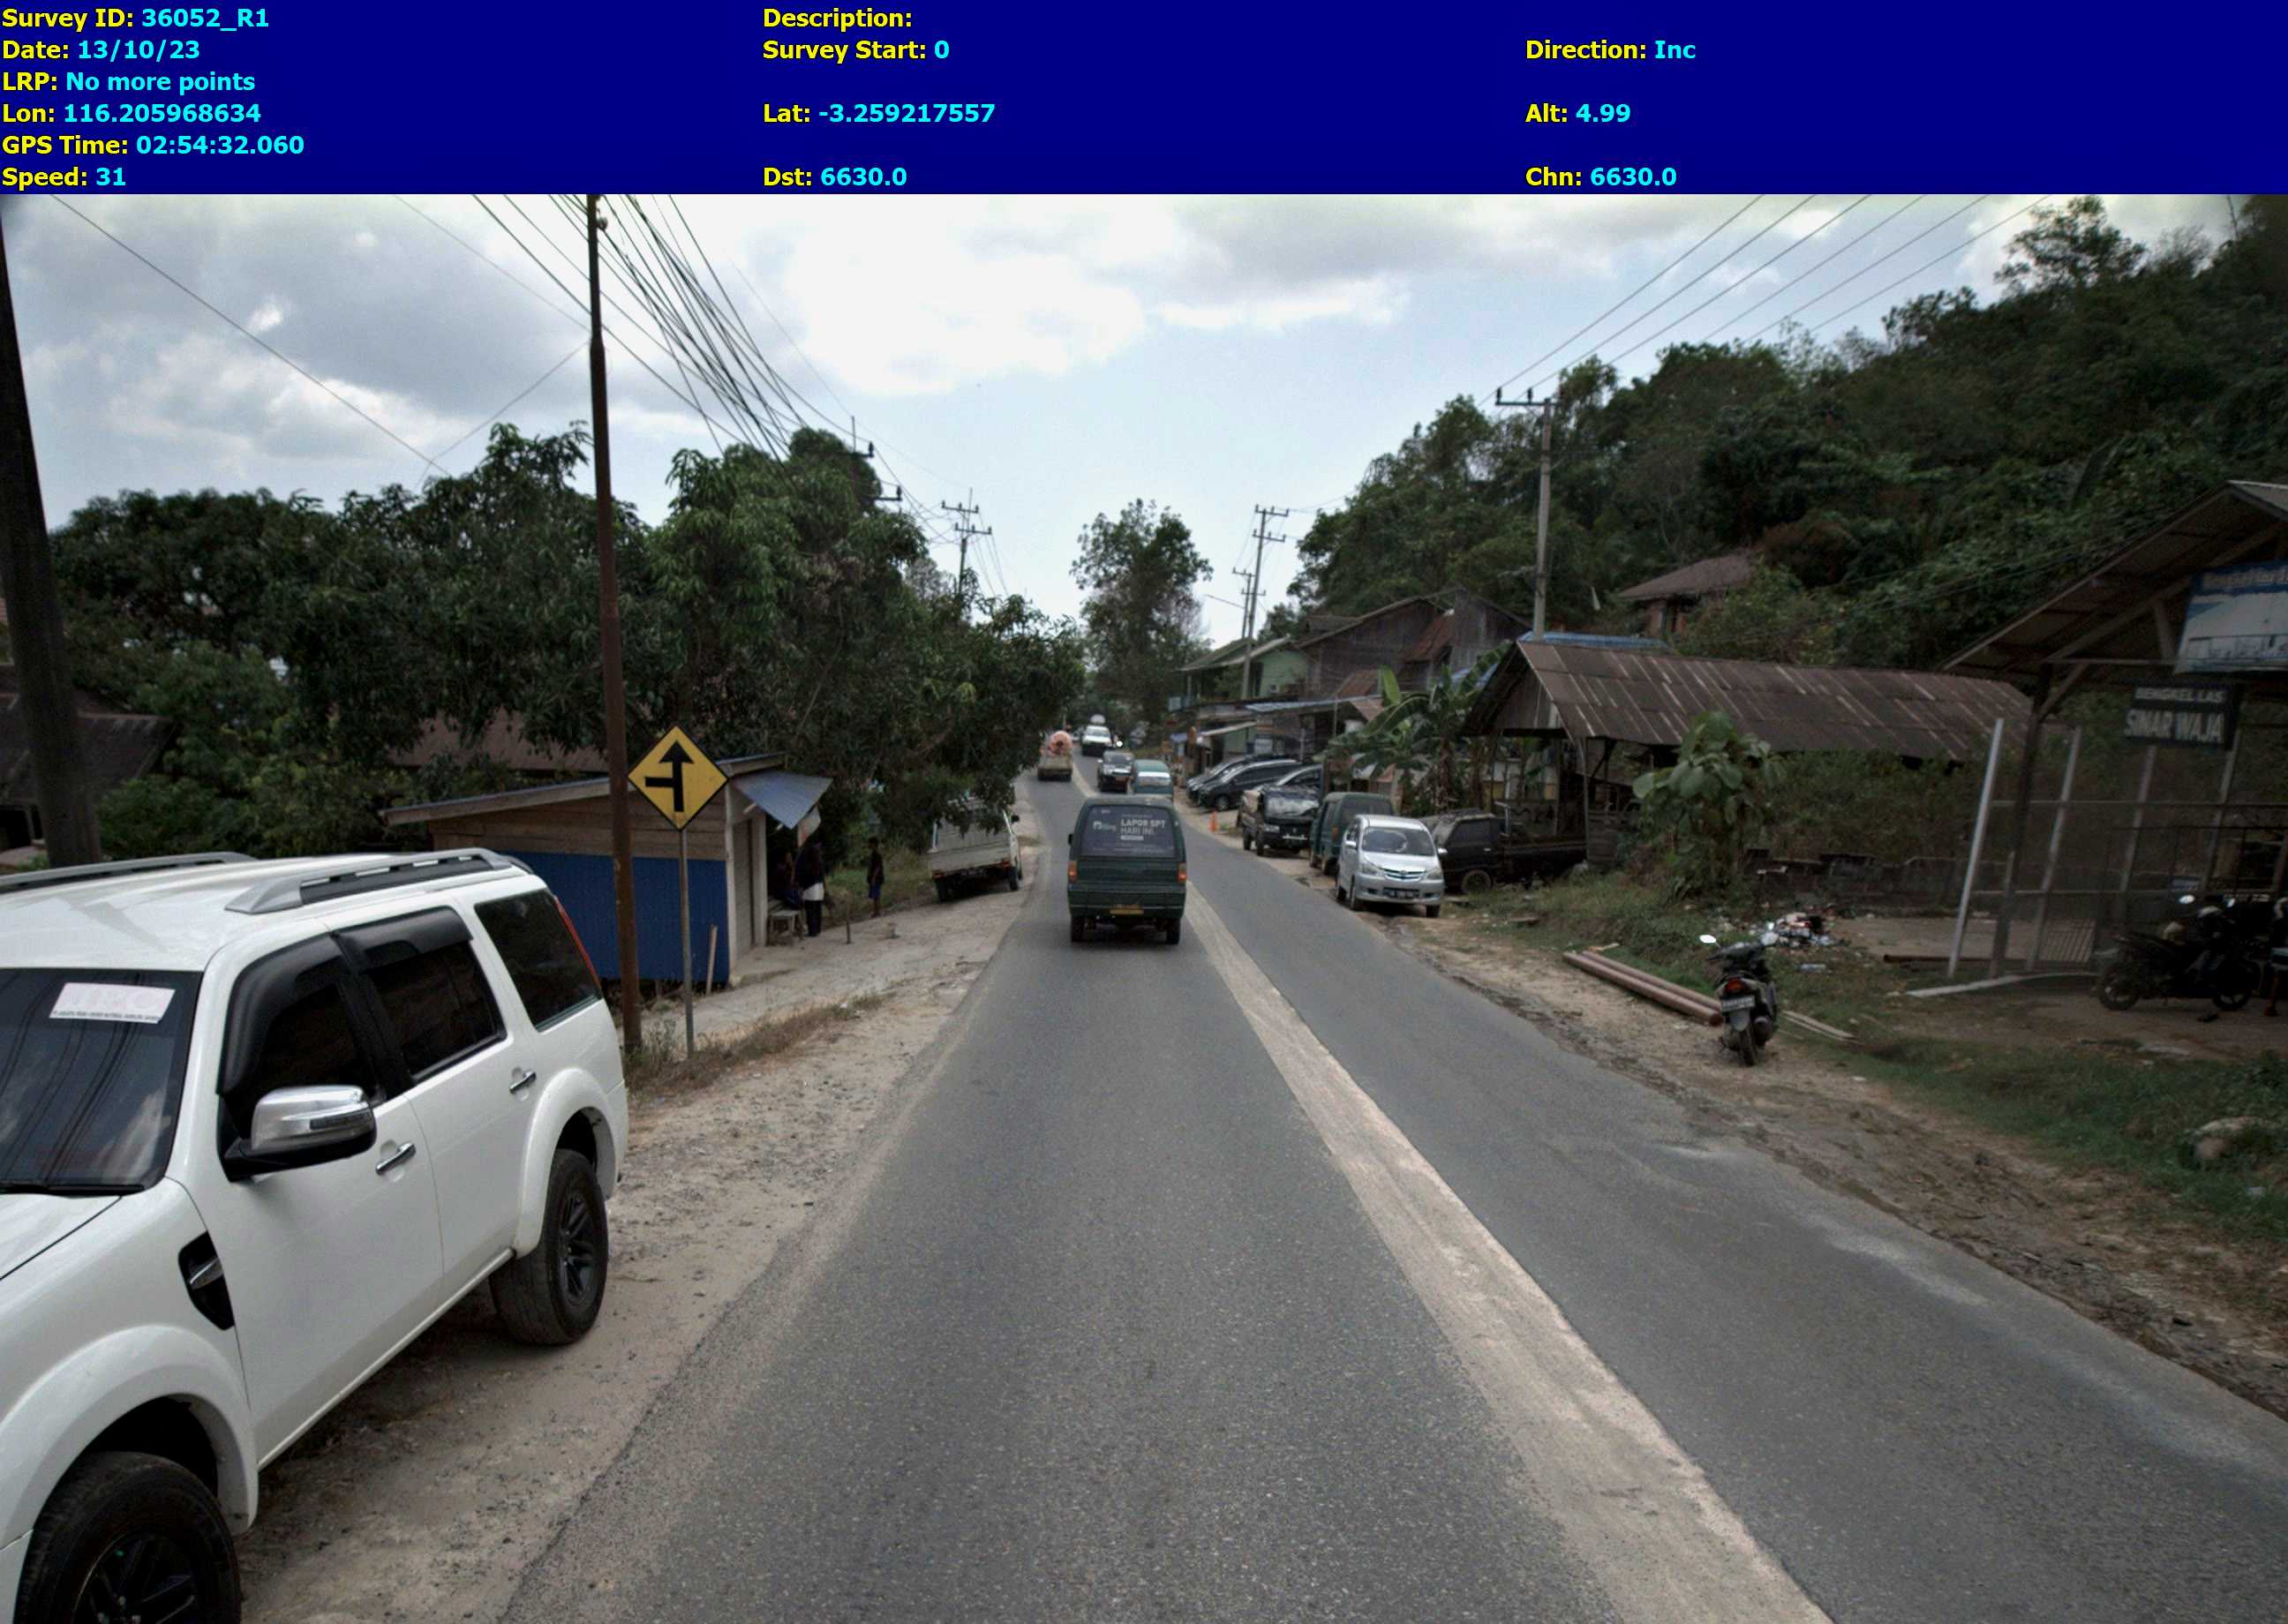 Survey ID: 36052_R1
Description:
Date: 13/10/23
Survey Start: 0
Direction: Inc
LRP: No more points
Lon: 116.205968634
Lat: -3.259217557
Alt: 4.99
GPS Time: 02:54:32.060
Speed: 31
Dst: 6630.0
Chn: 6630.0
LAPOR SPT
HARI INI
BENGKEL LAS
SINAR WAJA